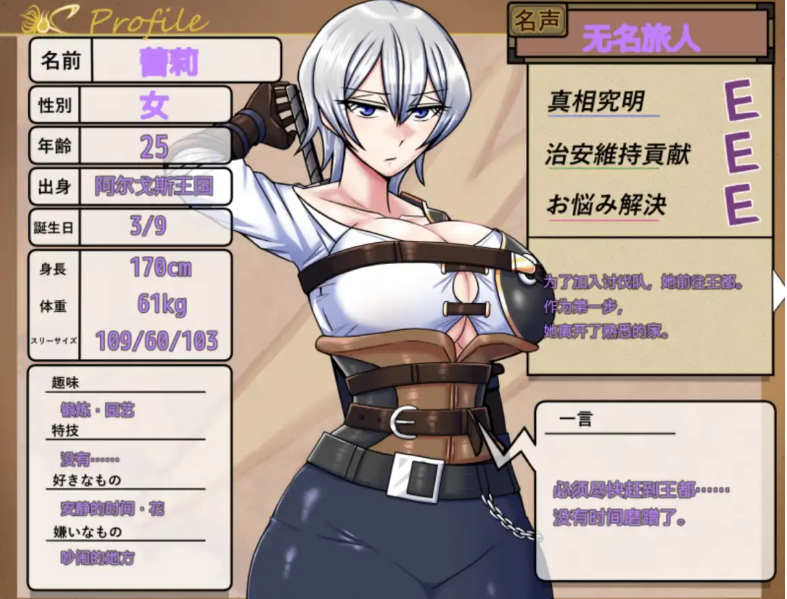 Profile
名前
蕾莉
性別
女
年齢
25
出身
阿尔戈斯王国
誕生日
3/9
身長
170cm
体重
61kg
スリーサイズ
109/60/103
趣味
锻炼・园艺
特技
没有……
好きなもの
安静的时间・花
嫌いなもの
吵闹的地方
名声
无名旅人
真相究明
E
治安維持貢献
E
お悩み解決
E
为了加入讨伐队，她前往王都。
作为第一步，
她离开了熟悉的家。
一言
必须尽快赶到王都……
没有时间磨蹭了。